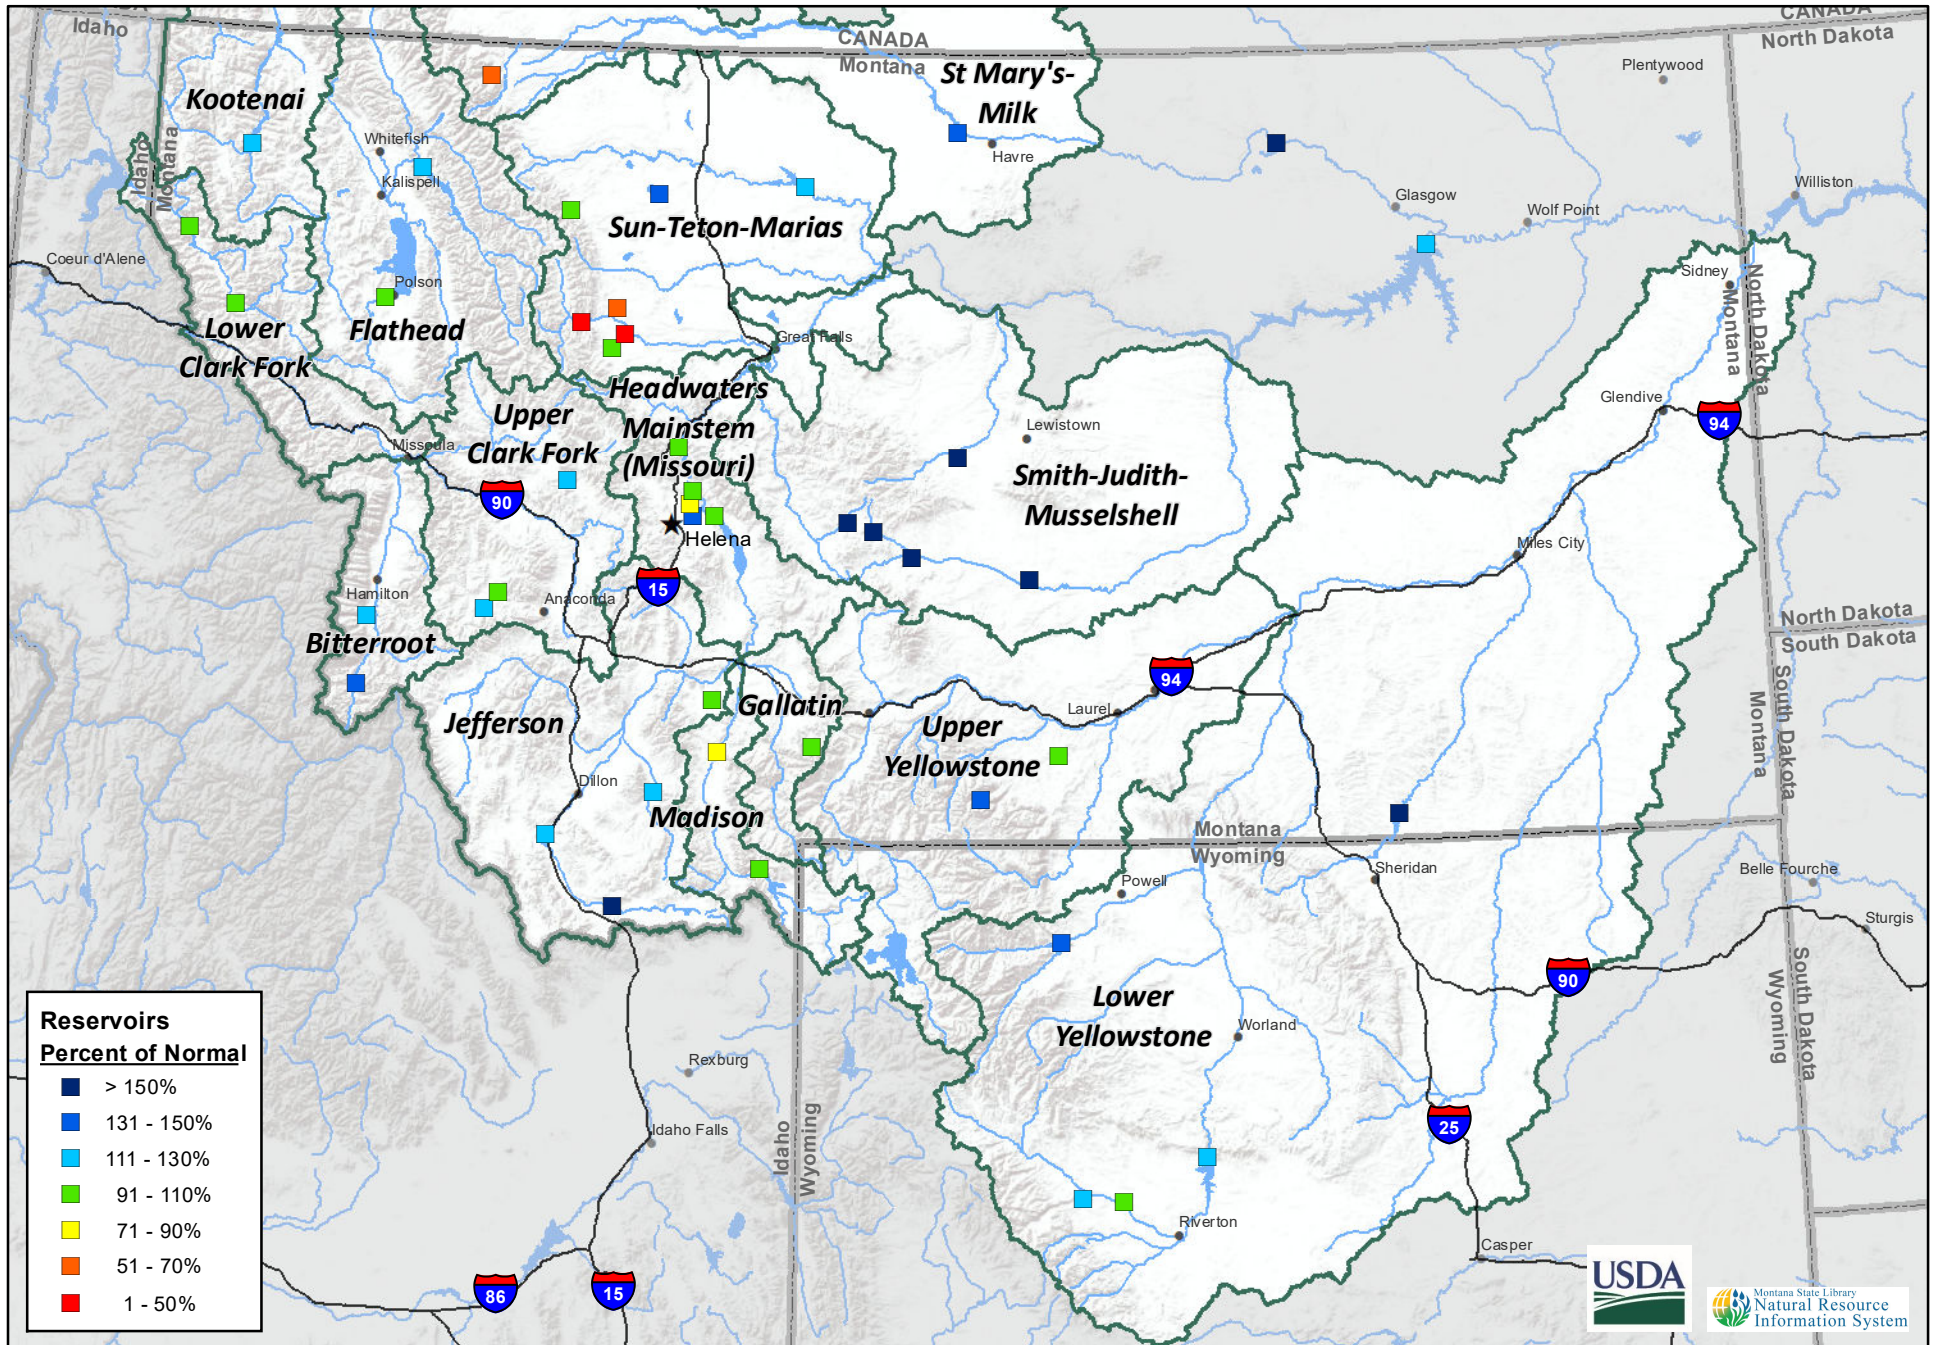 CANADA
Idaho
CANADA
Montana
CANADA
North Dakota
Plentywood
St Mary's-
Milk
Kootenai
Whitefish
Kalispell
Idaho
Montana
Havre
Glasgow
Wolf Point
Williston
Sun-Teton-Marias
Coeur d'Alene
Polson
Sidney
North Dakota
Montana
Lower
Clark Fork
Flathead
Great Falls
Headwaters
Mainstem
(Missouri)
Upper
Clark Fork
Missoula
Lewistown
Glendive
94
Smith-Judith-
Musselshell
90
Helena
Miles City
15
Hamilton
Anaconda
Bitterroot
North Dakota
South Dakota
94
Jefferson
Gallatin
Laurel
Upper
Yellowstone
Montana
South Dakota
Dillon
Madison
Montana
Wyoming
Sheridan
Powell
Belle Fourche
Sturgis
90
Lower
Yellowstone
Worland
South Dakota
Wyoming
Reservoirs
Percent of Normal
> 150%
131 - 150%
111 - 130%
91 - 110%
71 - 90%
51 - 70%
1 - 50%
Rexburg
Idaho Falls
Idaho
Wyoming
25
Riverton
Casper
86
15
USDA
Montana State Library
Natural Resource
Information System